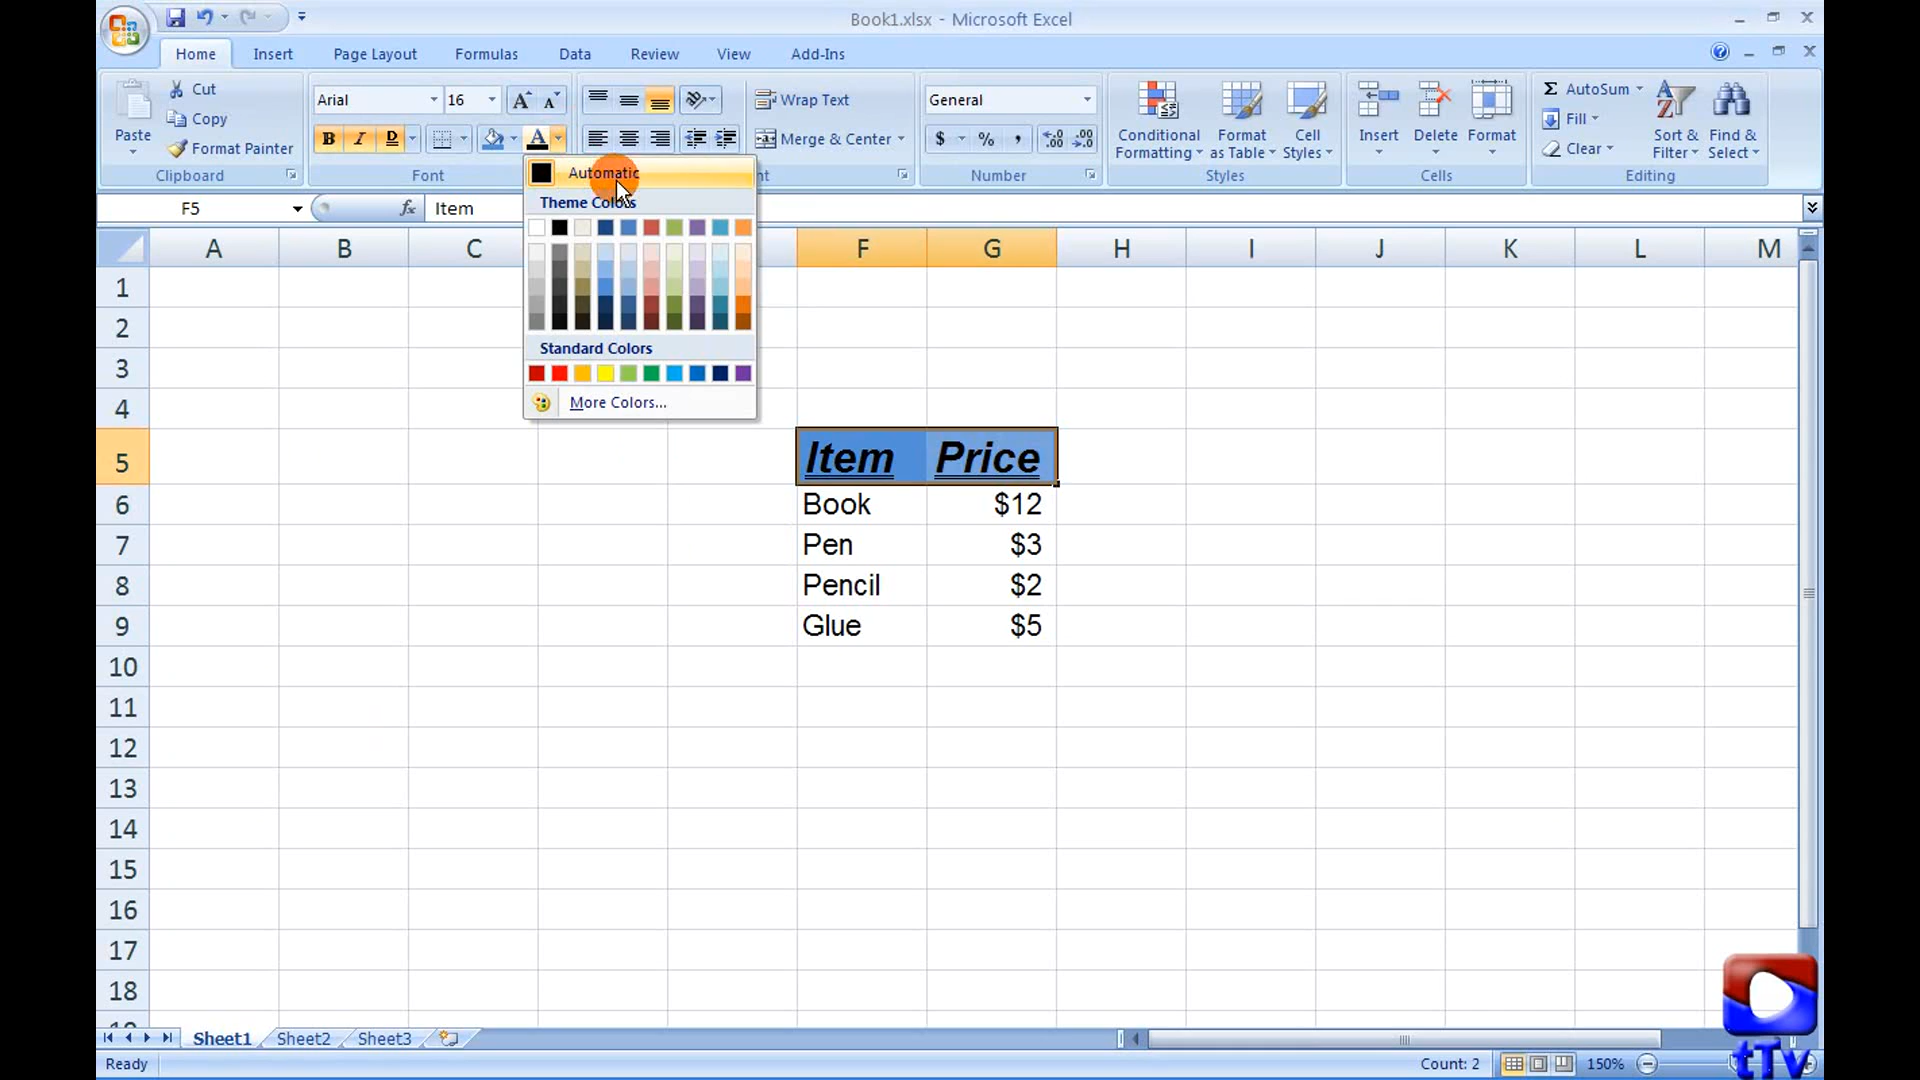 Book1.xlsx - Microsoft Excel
Home Insert Page Layout Formulas Data Review View Add-Ins
Paste
Cut
Copy
Format Painter
Clipboard
Arial 16
B I D A
Font
Wrap Text
Merge & Center
nt
General
$ % ,
Number
Conditional Formatting
Format as Table
Cell Styles
Styles
Insert Delete Format
Cells
Σ AutoSum
Fill
Clear
Sort & Filter
Find & Select
Editing
Automatic
Theme Colors
Standard Colors
More Colors...
F5 fx Item
A B C F G H I J K L M
1
2
3
4
5 Item Price
6 Book $12
7 Pen $3
8 Pencil $2
9 Glue $5
10
11
12
13
14
15
16
17
18
Sheet1 Sheet2 Sheet3
Ready Count: 2 150%
tTv